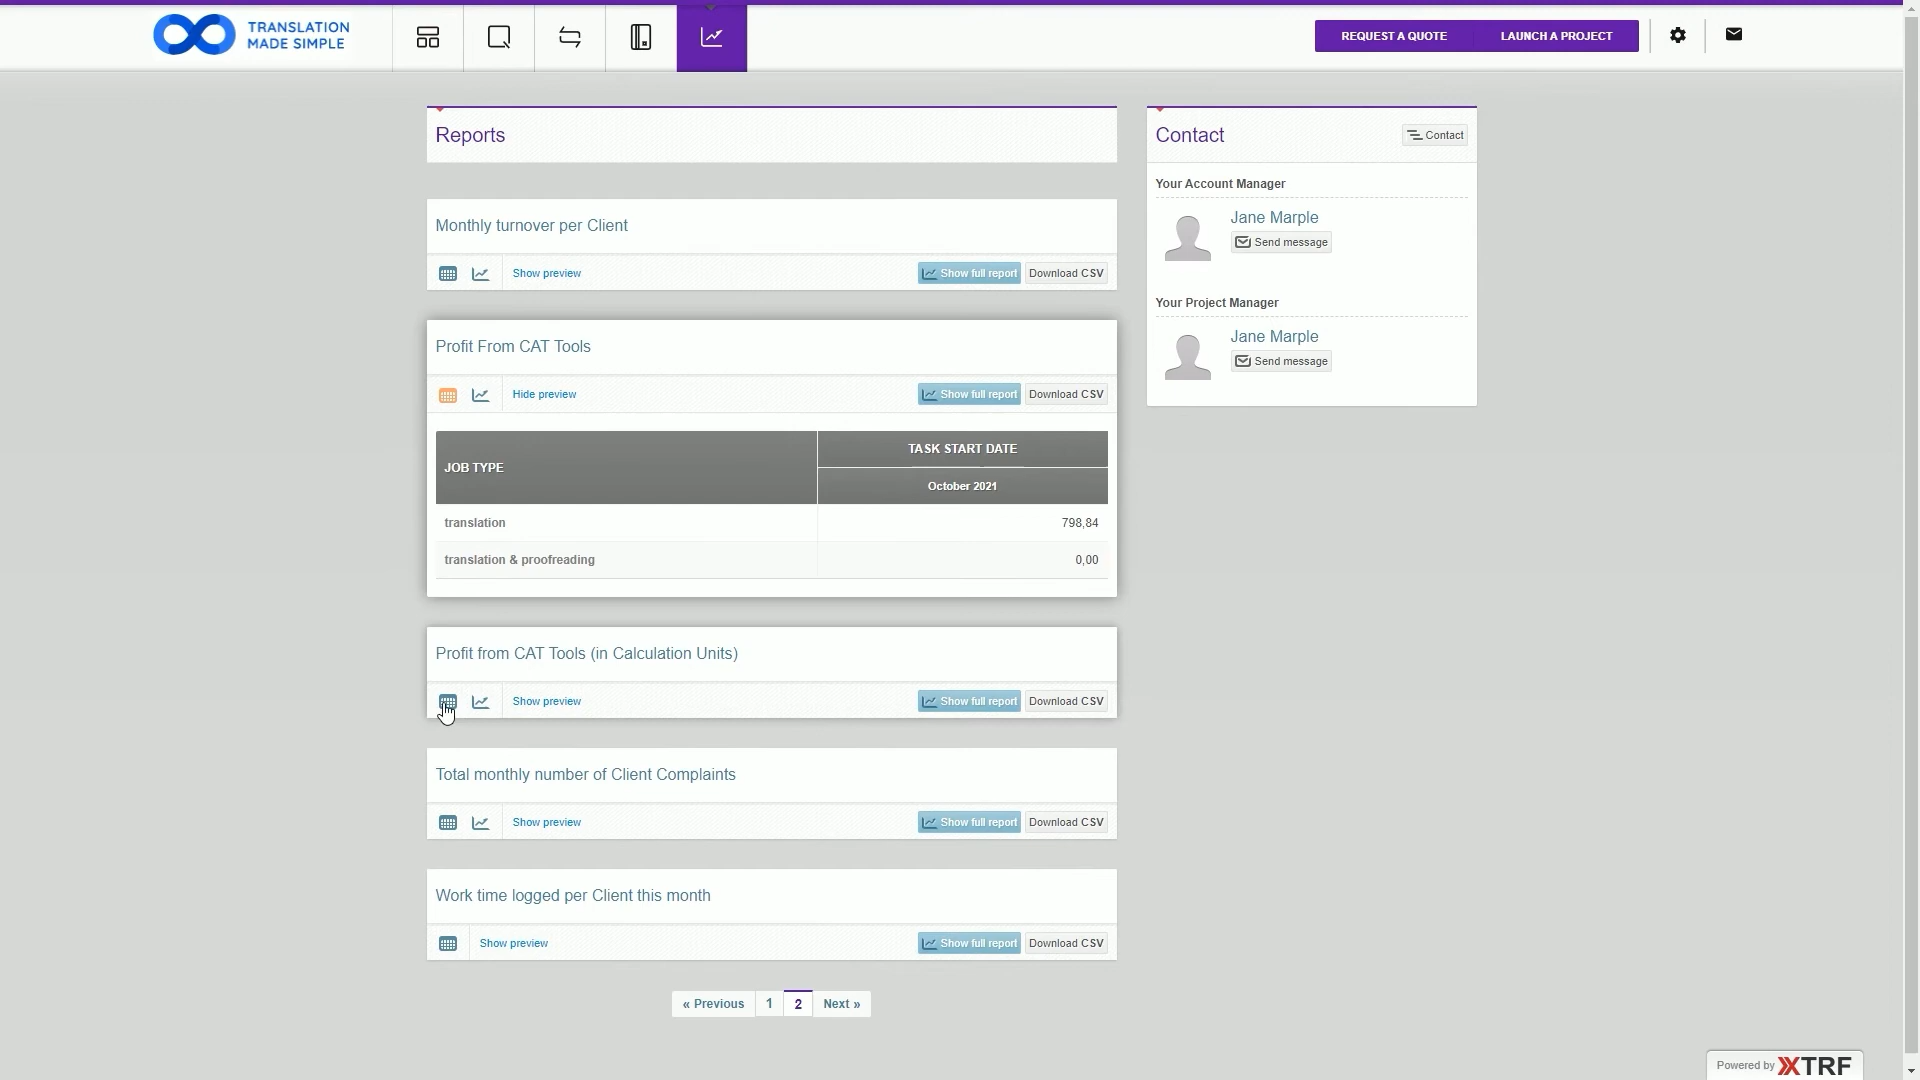 TRANSLATION
MADE SIMPLE
REQUEST A QUOTE
LAUNCH A PROJECT
Reports
Monthly turnover per Client
Show preview
Show full report
Download CSV
Profit From CAT Tools
Hide preview
Show full report
Download CSV
JOB TYPE
TASK START DATE
October 2021
translation
798,84
translation & proofreading
0,00
Profit from CAT Tools (in Calculation Units)
Show preview
Show full report
Download CSV
Total monthly number of Client Complaints
Show preview
Show full report
Download CSV
Work time logged per Client this month
Show preview
Show full report
Download CSV
« Previous 1 2 Next »
Contact
Contact
Your Account Manager
Jane Marple
Send message
Your Project Manager
Jane Marple
Send message
Powered by XTRF